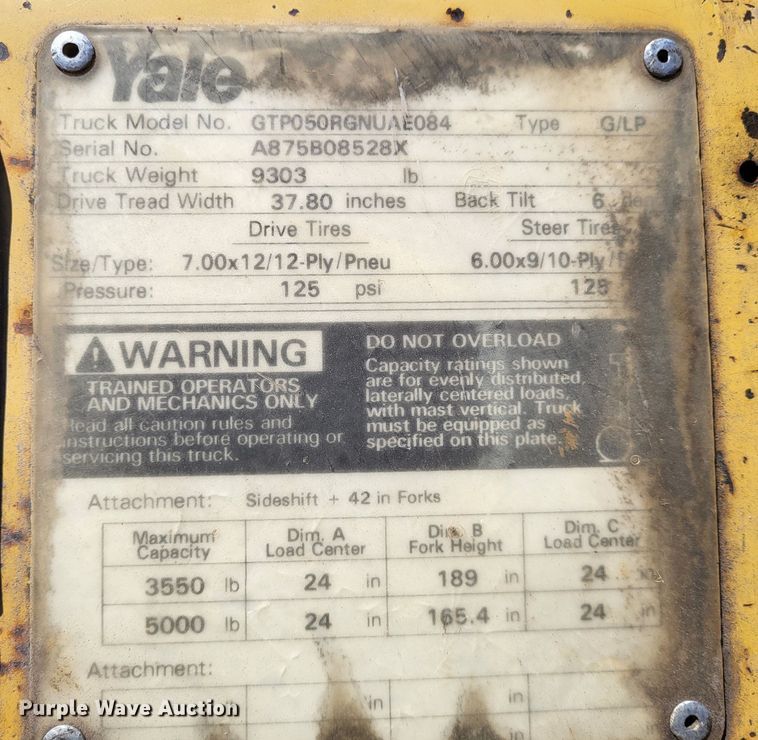 Yale
Truck Model No. GTP050RGNUAE084 Type G/LP
Serial No. A875B08528X
Truck Weight 9303 lb
Drive Tread Width 37.80 inches Back Tilt 6
Drive Tires Steer Tires
Size/Type: 7.00x12/12-Ply/Pneu 6.00x9/10-Ply/
Pressure: 125 psi 125
WARNING
TRAINED OPERATORS
AND MECHANICS ONLY
Read all caution rules and
instructions before operating or
servicing this truck.
DO NOT OVERLOAD
Capacity ratings shown
are for evenly distributed,
laterally centered loads,
with mast vertical. Truck
must be equipped as
specified on this plate.
Attachment: Sideshift + 42 in Forks
Maximum Capacity Dim. A Load Center Dim. B Fork Height Dim. C Load Center
3550 lb 24 in 189 in 24 in
5000 lb 24 in 165.4 in 24 in
Attachment:
Purple Wave Auction